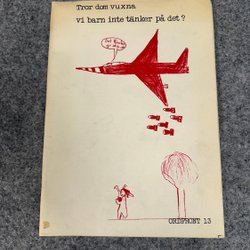 Tror dom vuxna
vi barn inte tänker på det?
ORDFRONT 13